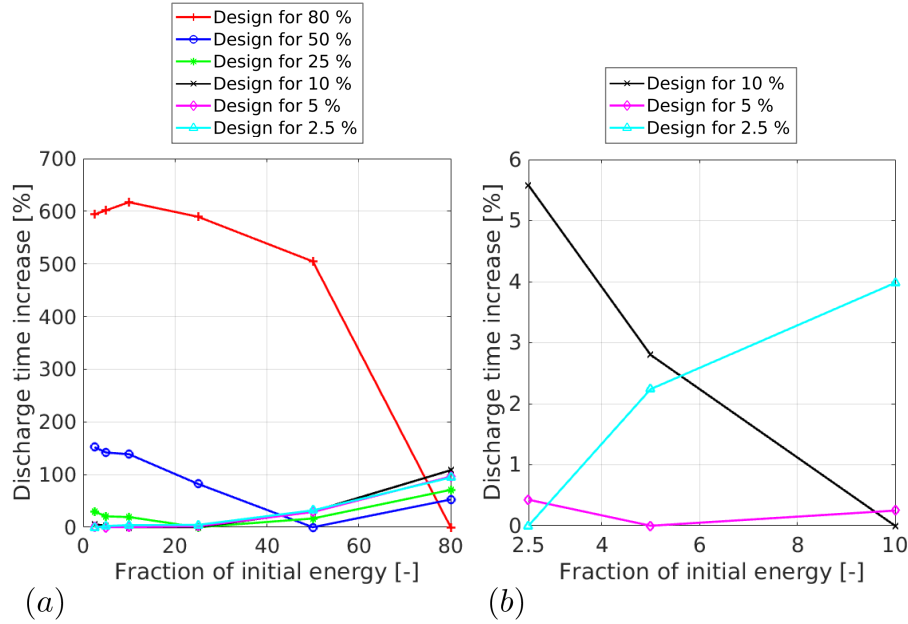 Design for 80 %
Design for 50 %
Design for 25 %
Design for 10 %
Design for 5 %
Design for 2.5 %
700
600
500
400
300
200
100
0
Discharge time increase [%]
0 20 40 60 80
Fraction of initial energy [-]
(a)
Design for 10 %
Design for 5 %
Design for 2.5 %
6
5
4
3
2
1
0
Discharge time increase [%]
2.5 4 6 8 10
Fraction of initial energy [-]
(b)